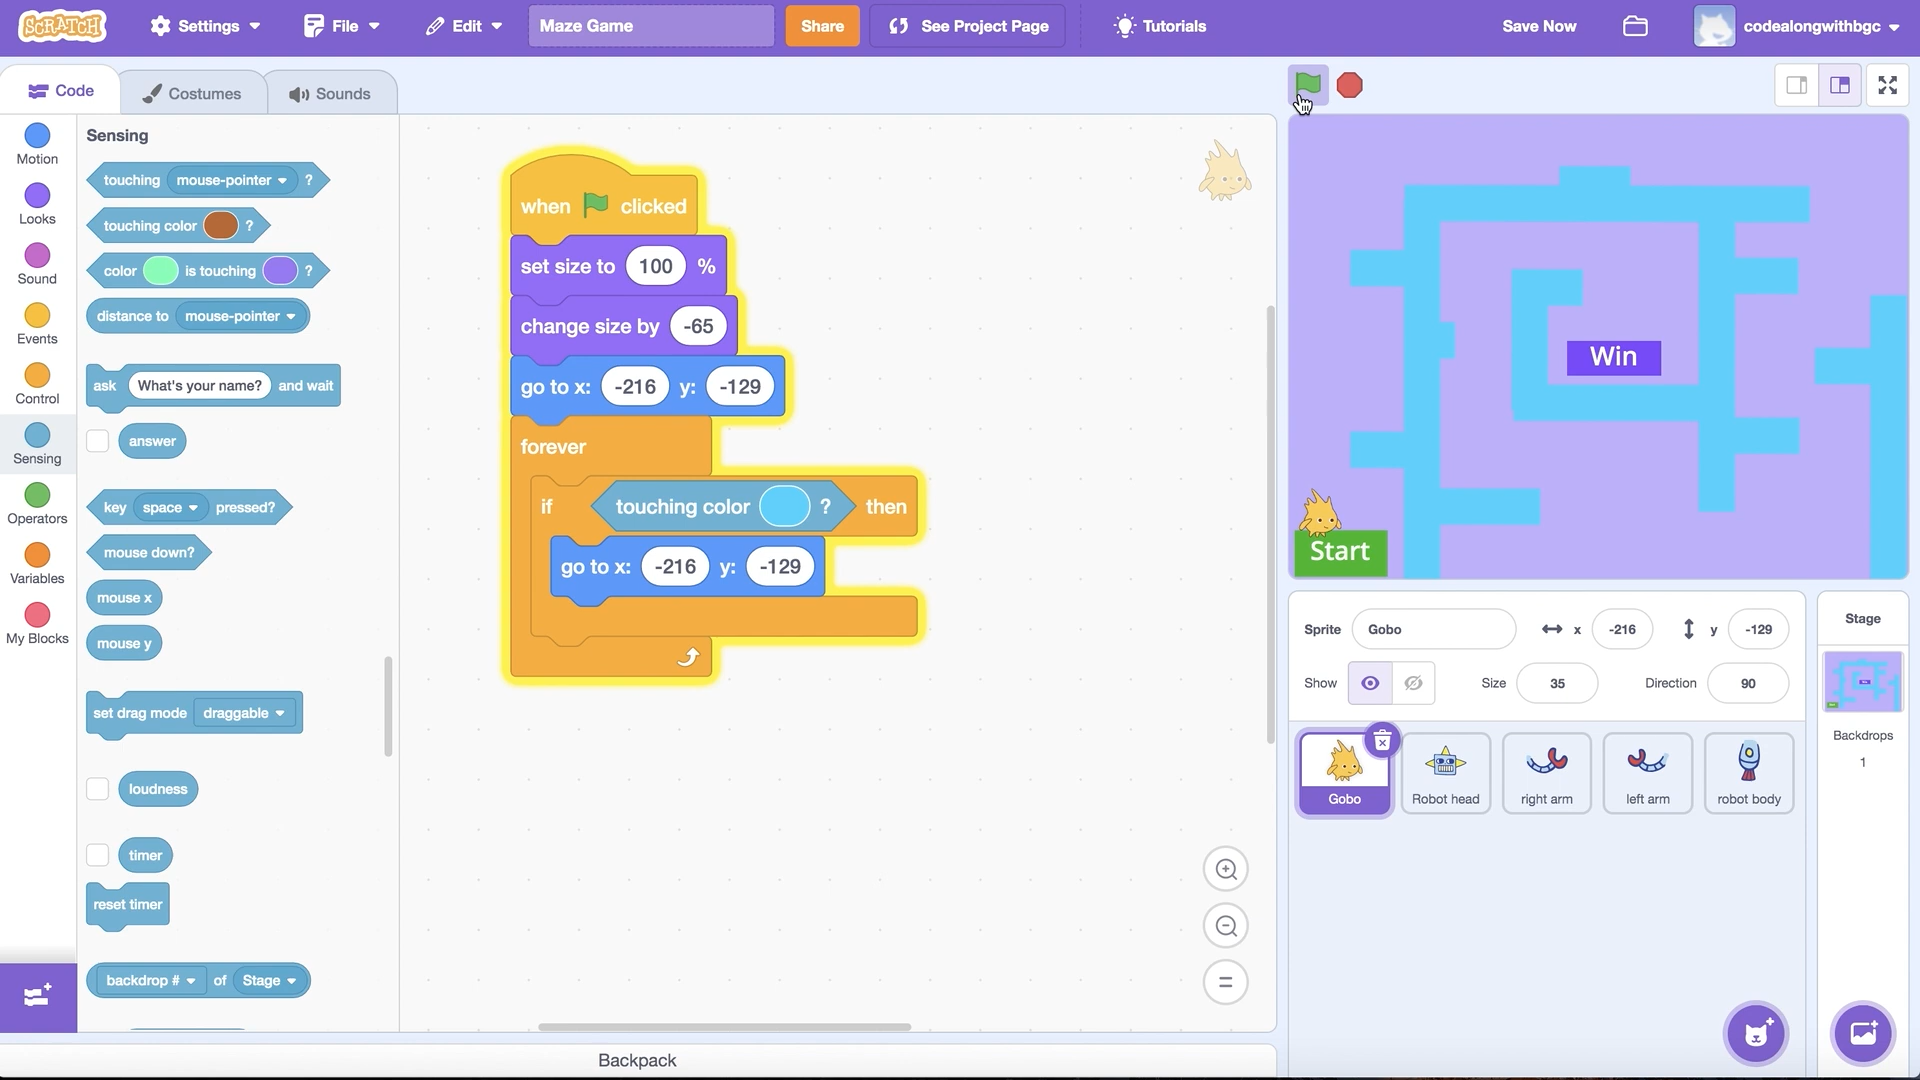 SCRATCH Settings File Edit Maze Game Share See Project Page Tutorials Save Now codealongwithbgc
Code Costumes Sounds
Motion
Looks
Sound
Events
Control
Sensing
Operators
Variables
My Blocks
Sensing
touching mouse-pointer ?
touching color ?
color is touching ?
distance to mouse-pointer
ask What's your name? and wait
answer
key space pressed?
mouse down?
mouse x
mouse y
set drag mode draggable
loudness
timer
reset timer
backdrop # of Stage
when clicked
set size to 100 %
change size by -65
go to x: -216 y: -129
forever
if touching color ? then
go to x: -216 y: -129
Backpack
Win
Start
Sprite Gobo x -216 y -129
Show Size 35 Direction 90
Gobo Robot head right arm left arm robot body
Stage
Backdrops
1